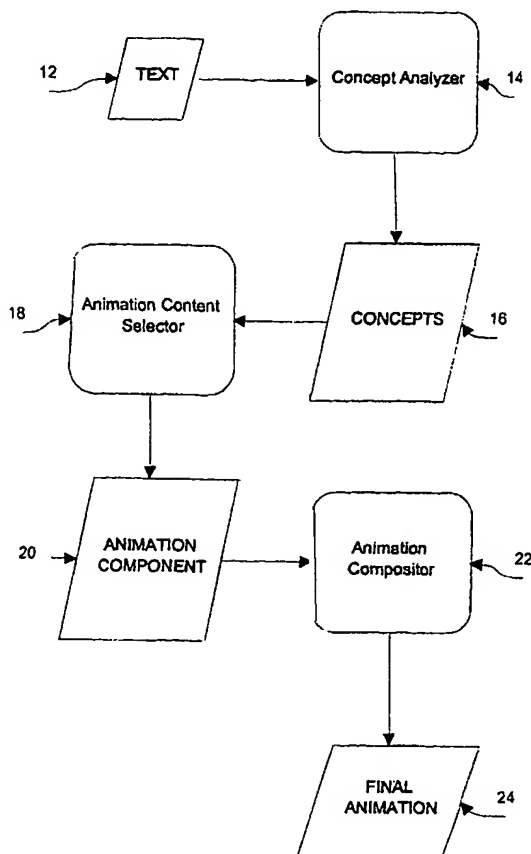 12
TEXT
Concept Analyzer
14
18
Animation Content
Selector
CONCEPTS
16
20
ANIMATION
COMPONENT
Animation
Compositor
22
FINAL
ANIMATION
24